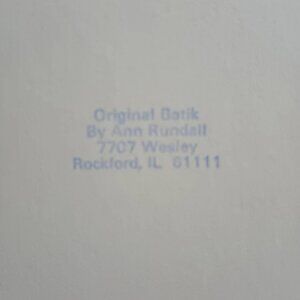 Original Batik
By Ann Rundall
7707 Wesley
Rockford, IL 61111